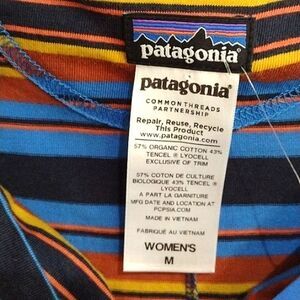 patagonia®
patagonia®
COMMONTHREADS
PARTNERSHIP
Repair, Reuse, Recycle
This Product
www.patagonia.com
57% ORGANIC COTTON 43%
TENCEL ® LYOCELL
EXCLUSIVE OF TRIM
57% COTON DE CULTURE
BIOLOGIQUE 43% TENCEL ®
LYOCELL
A PART LA GARNITURE
MFG DATE AND LOCATION AT
PCPSIA.COM
MADE IN VIETNAM
FABRIQUÉ AU VIETNAM
WOMEN'S
M